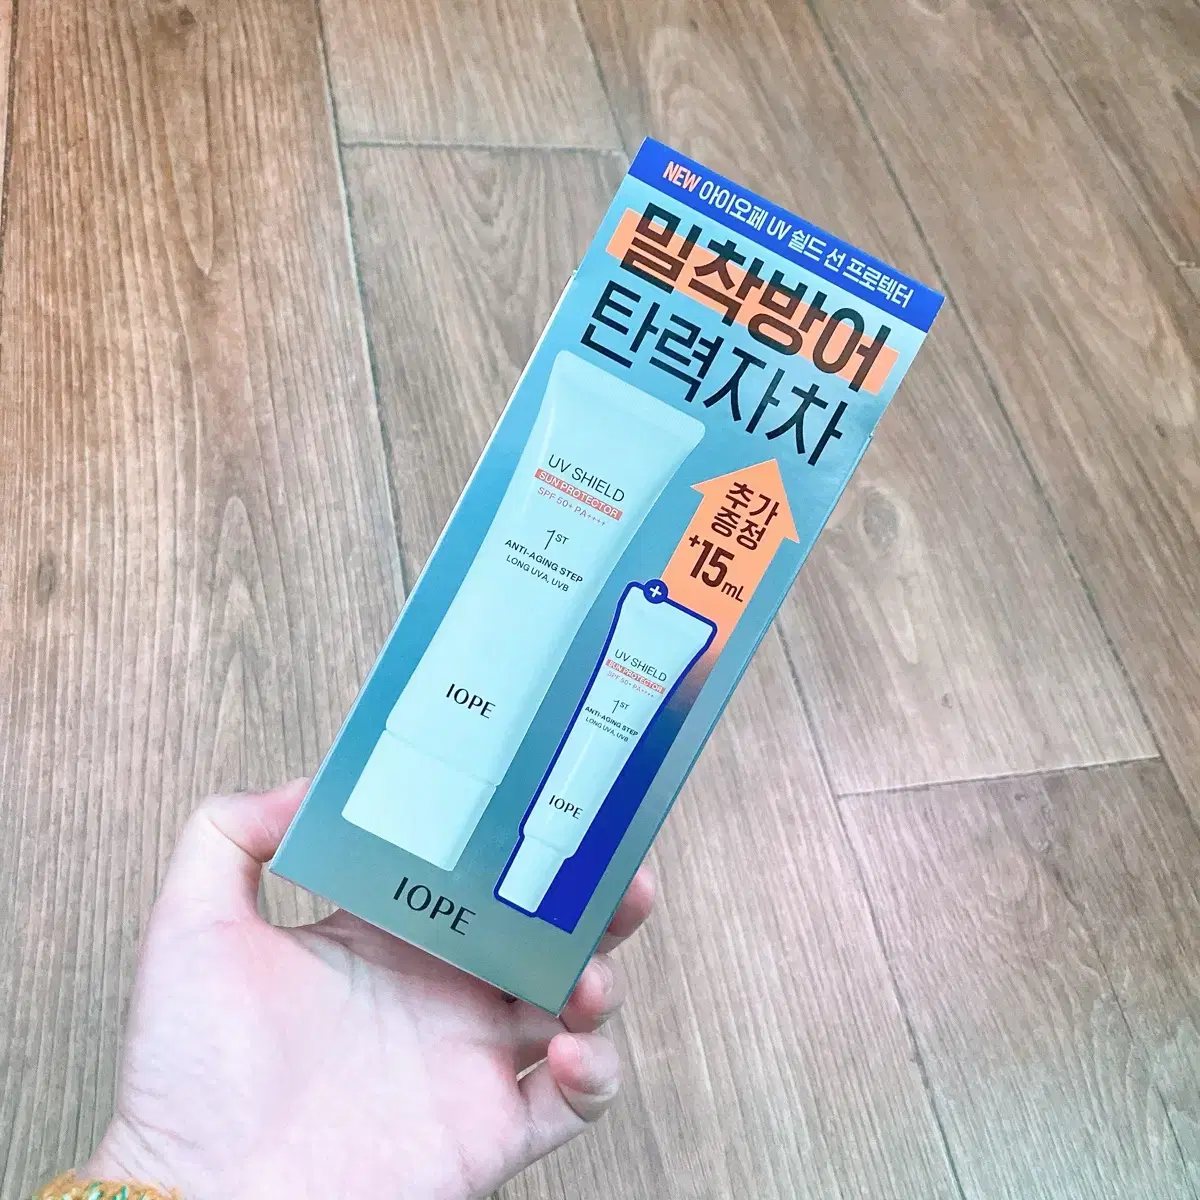 NEW 아이오페 UV 쉴드 선 프로텍터
밀착방어
탄력자차
UV SHIELD
SUN PROTECTOR
SPF 50+ PA++++
1ST
ANTI-AGING STEP
LONG UVA, UVB
IOPE
추가
증정
+15mL
+
UV SHIELD
SUN PROTECTOR
SPF 50+ PA++++
1ST
ANTI-AGING STEP
LONG UVA, UVB
IOPE
IOPE